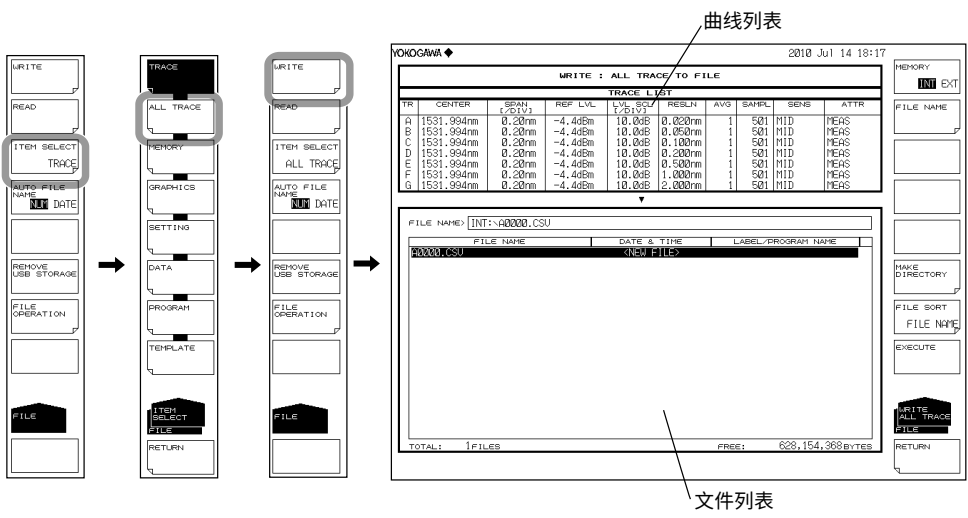 WRITE
READ
ITEM SELECT
TRACE
AUTO FILE
NAME
NUM DATE
REMOVE
USB STORAGE
FILE
OPERATION
FILE
TRACE
ALL TRACE
MEMORY
GRAPHICS
SETTING
DATA
PROGRAM
TEMPLATE
ITEM
SELECT
FILE
RETURN
WRITE
READ
ITEM SELECT
ALL TRACE
AUTO FILE
NAME
NUM DATE
REMOVE
USB STORAGE
FILE
OPERATION
FILE
曲线列表
YOKOGAWA 2010 Jul 14 18:17
WRITE : ALL TRACE TO FILE
TRACE LIST
TR CENTER SPAN [/DIV] REF LVL LVL SCL [/DIV] RESLN AVG SAMPL SENS ATTR
A 1531.994nm 0.20nm -4.4dBm 10.0dB 0.020nm 1 501 MID MEAS
B 1531.994nm 0.20nm -4.4dBm 10.0dB 0.050nm 1 501 MID MEAS
C 1531.994nm 0.20nm -4.4dBm 10.0dB 0.100nm 1 501 MID MEAS
D 1531.994nm 0.20nm -4.4dBm 10.0dB 0.200nm 1 501 MID MEAS
E 1531.994nm 0.20nm -4.4dBm 10.0dB 0.500nm 1 501 MID MEAS
F 1531.994nm 0.20nm -4.4dBm 10.0dB 1.000nm 1 501 MID MEAS
G 1531.994nm 0.20nm -4.4dBm 10.0dB 2.000nm 1 501 MID MEAS
FILE NAME> INT:\A0000.CSV
FILE NAME DATE & TIME LABEL/PROGRAM NAME
A0000.CSV <NEW FILE>
TOTAL: 1FILES FREE: 628,154,368BYTES
MEMORY
INT EXT
FILE NAME
MAKE
DIRECTORY
FILE SORT
FILE NAME
EXECUTE
WRITE
ALL TRACE
FILE
RETURN
文件列表